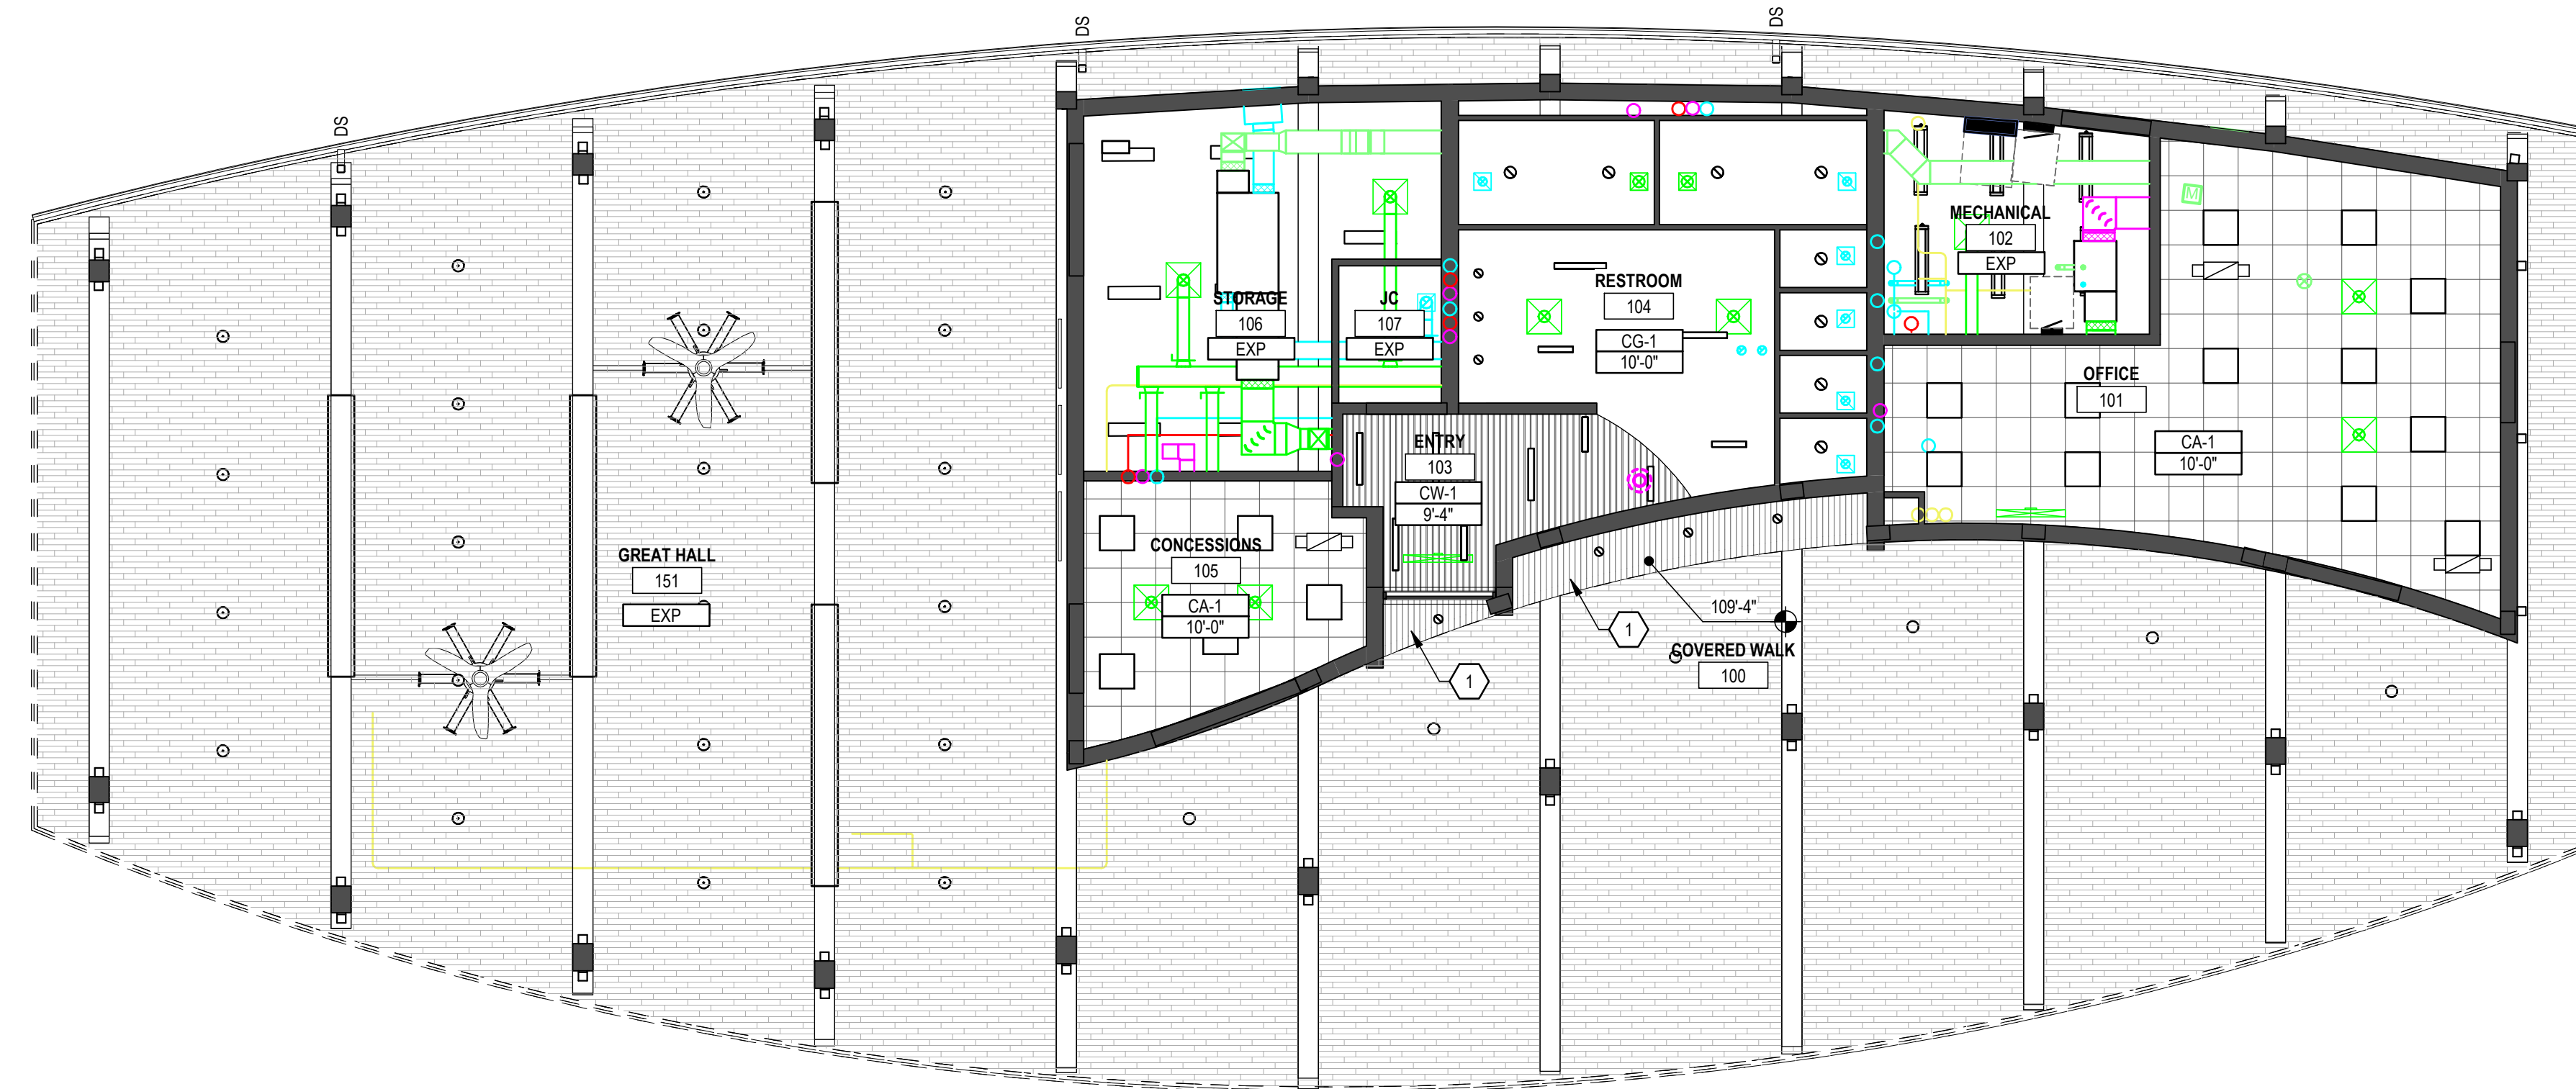 DS
DS
DS
STORAGE
106
EXP
JC
107
EXP
RESTROOM
104
CG-1
10'-0"
MECHANICAL
102
EXP
M
OFFICE
101
CA-1
10'-0"
ENTRY
103
CW-1
9'-4"
GREAT HALL
151
EXP
CONCESSIONS
105
CA-1
10'-0"
109'-4"
1
1
COVERED WALK
100